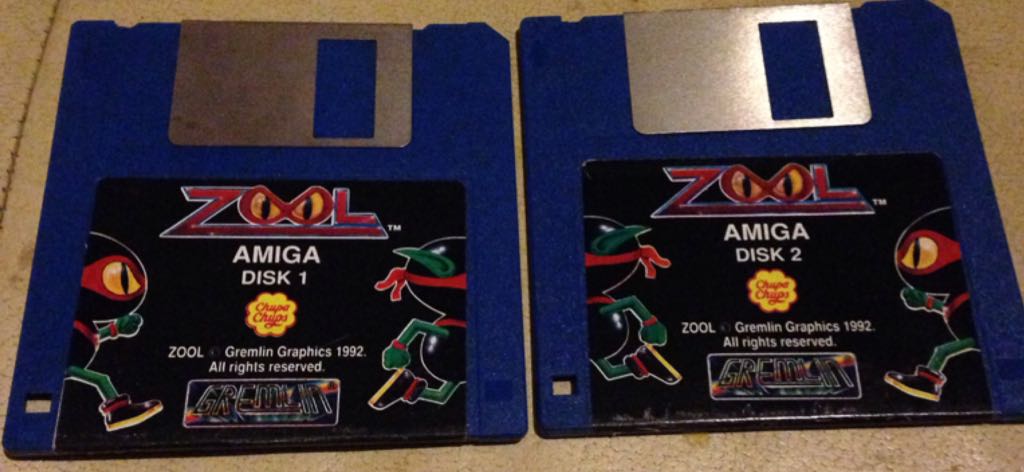 ZOOL™
AMIGA
DISK 1
Chupa
Chups
ZOOL © Gremlin Graphics 1992.
All rights reserved.
GREMLIN
ZOOL™
AMIGA
DISK 2
Chupa
Chups
ZOOL © Gremlin Graphics 1992.
All rights reserved.
GREMLIN